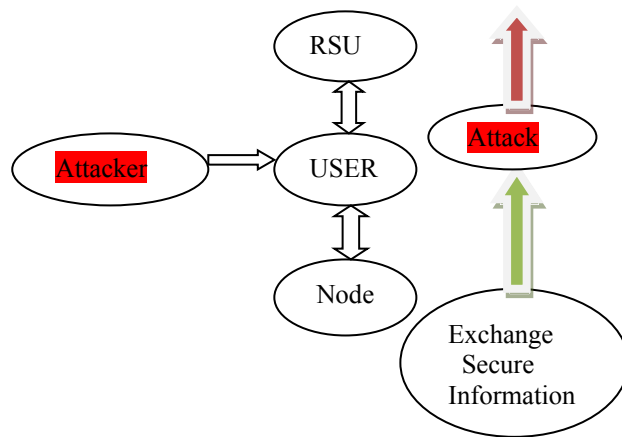 RSU
Attack
Attacker
USER
Node
Exchange
Secure
Information